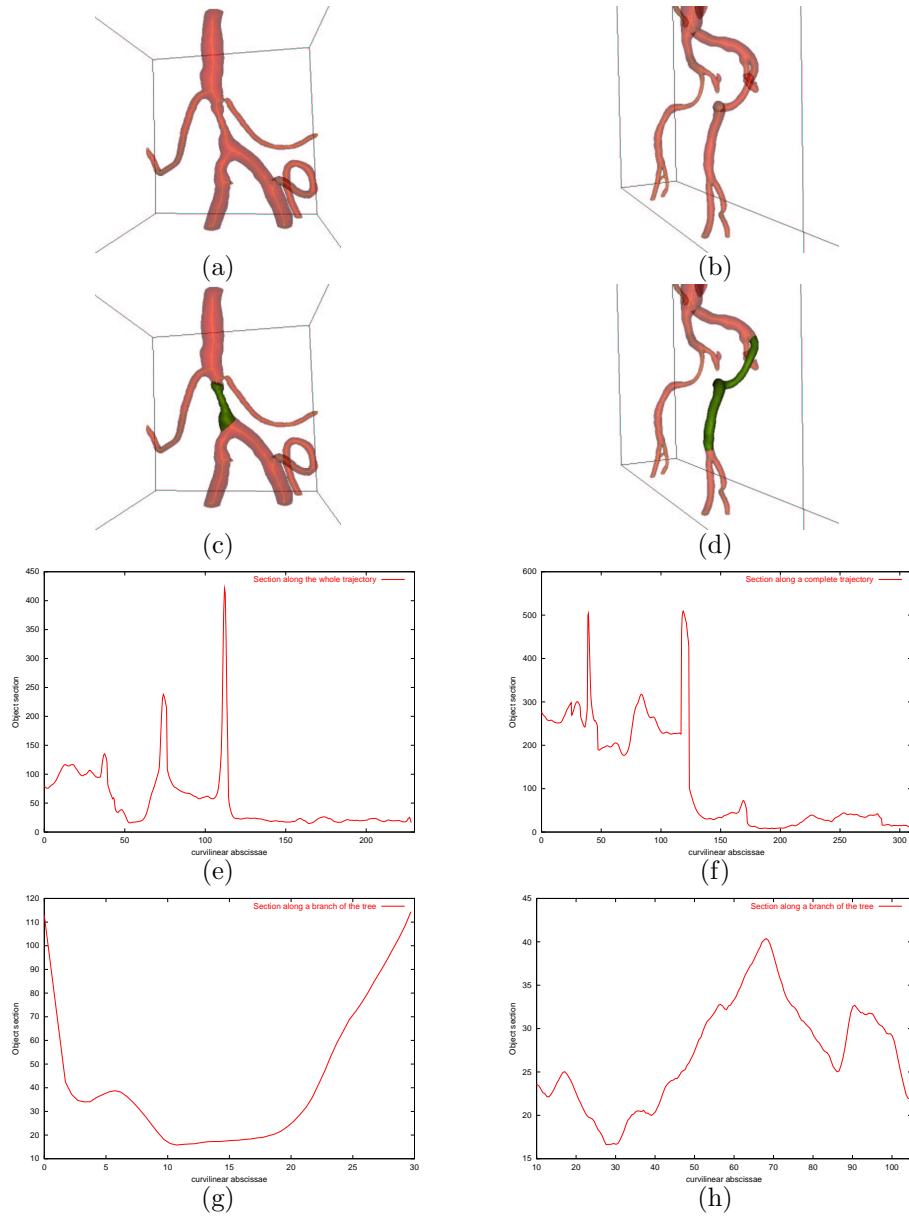 (a) (b)
(c) (d)
Section along the whole trajectory
Object section
450
400
350
300
250
200
150
100
50
0
0 50 100 150 200
curvilinear abscissae
(e)
Section along a complete trajectory
Object section
600
500
400
300
200
100
0
0 50 100 150 200 250 300
curvilinear abscissae
(f)
Section along a branch of the tree
Object section
120
110
100
90
80
70
60
50
40
30
20
10
0 5 10 15 20 25 30
curvilinear abscissae
(g)
Section along a branch of the tree
Object section
45
40
35
30
25
20
15
10 20 30 40 50 60 70 80 90 100
curvilinear abscissae
(h)